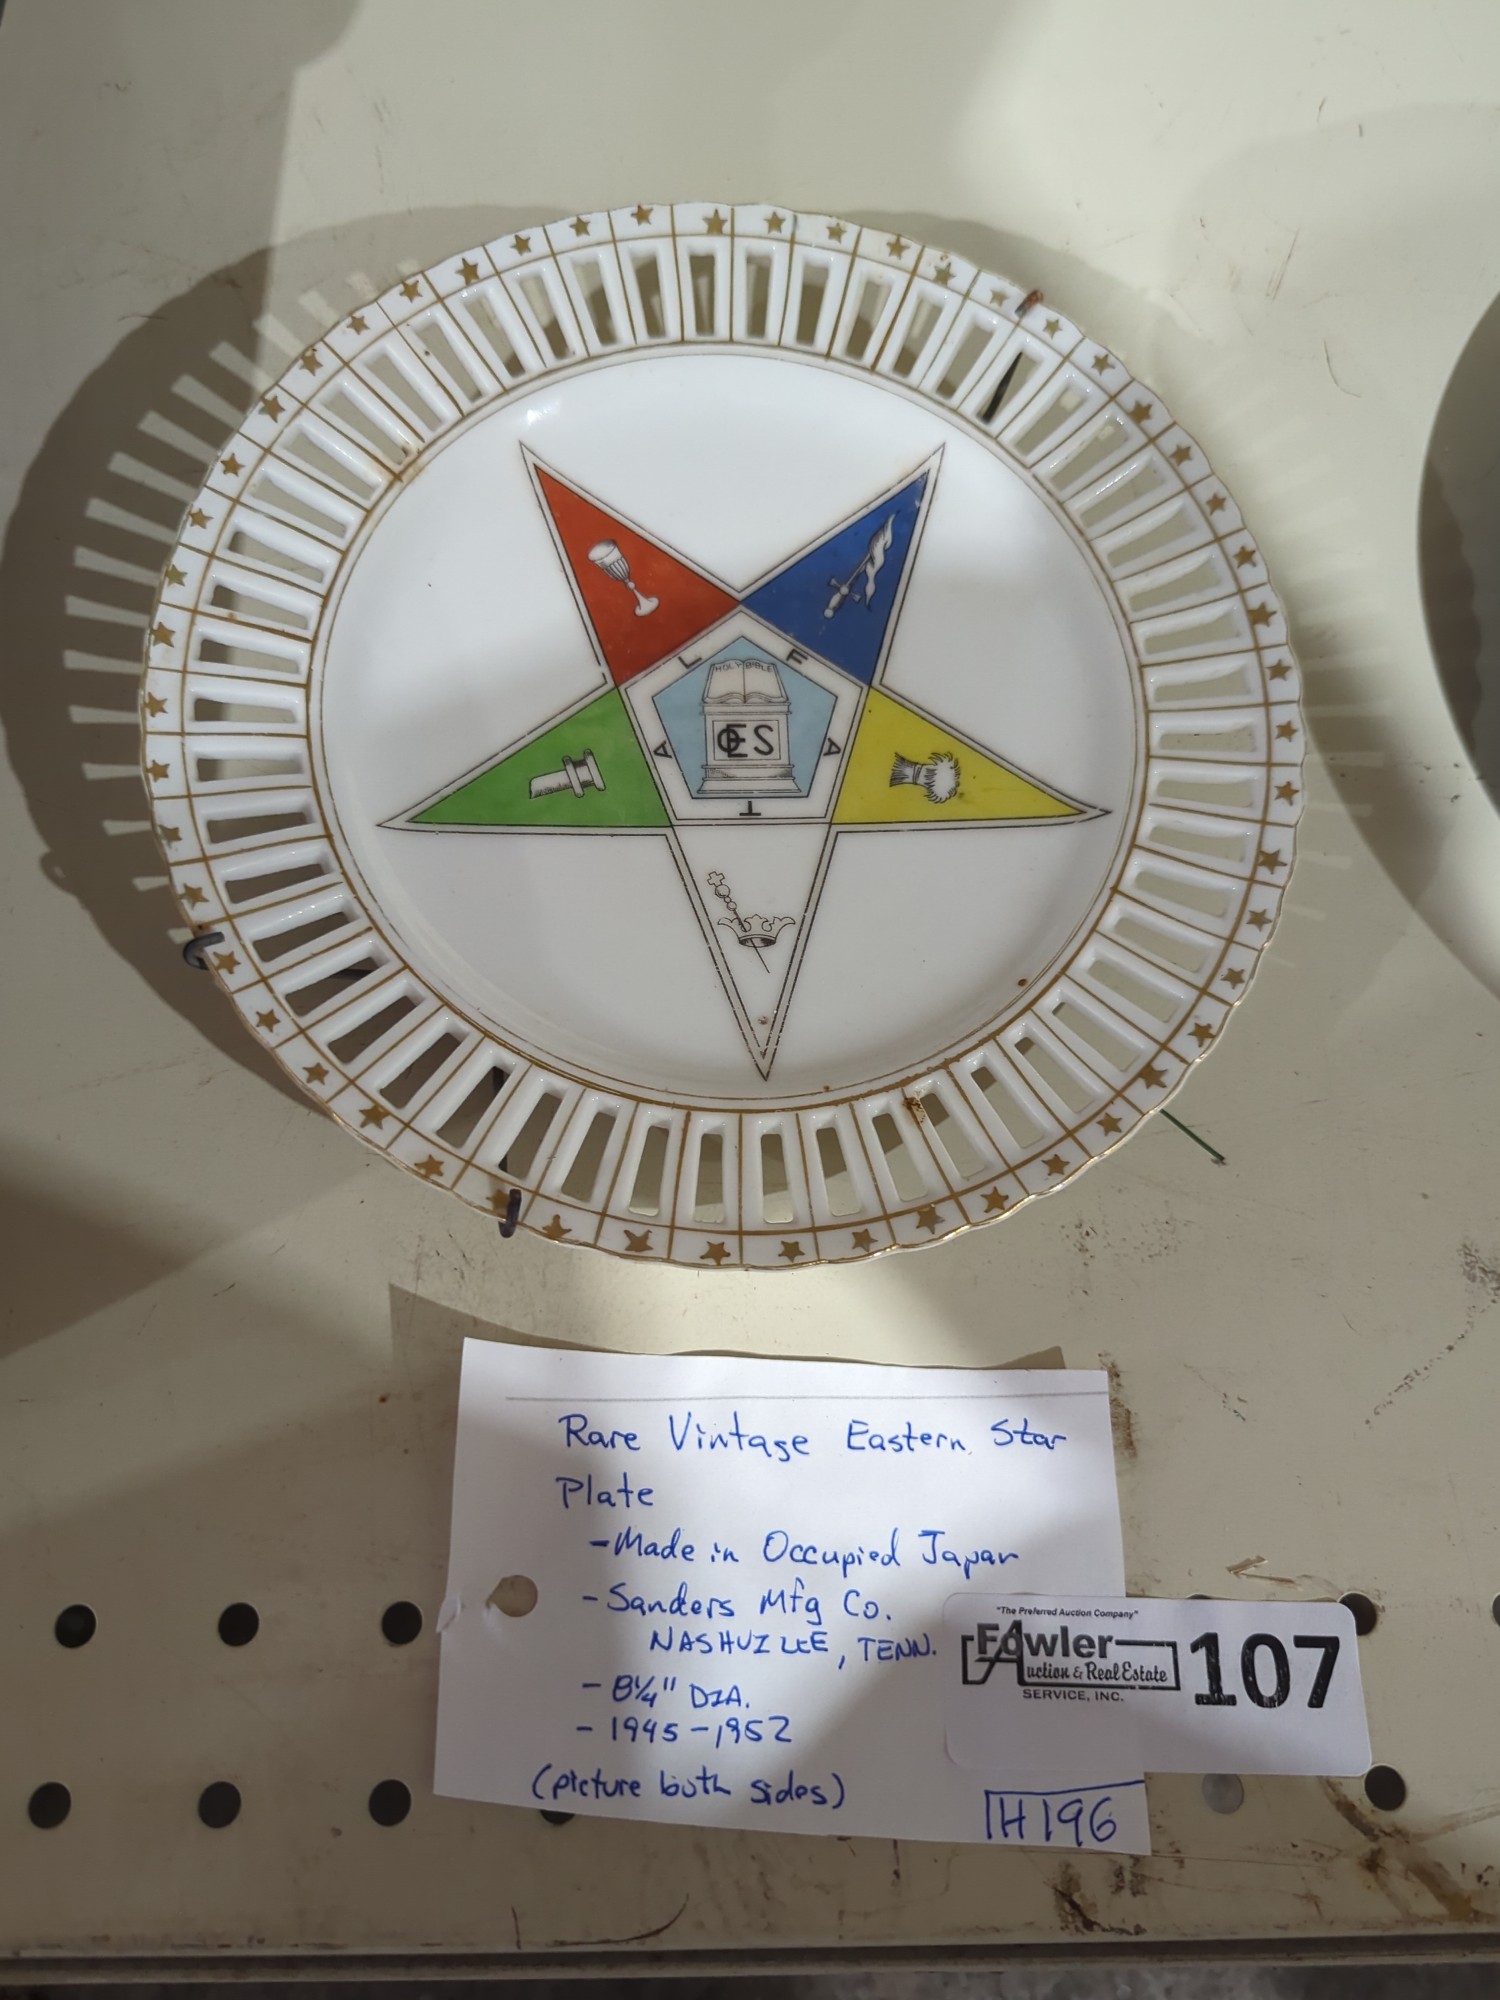 HOLY BIBLE
L F
A OES A
T
Rare Vintage Eastern Star
Plate
-Made in Occupied Japan
-Sanders Mfg Co.
NASHVILLE, TENN.
- 8¼" DIA.
- 1945-1952
(picture both sides)
1H196
"The Preferred Auction Company"
Fowler
Auction & Real Estate
SERVICE, INC.
107